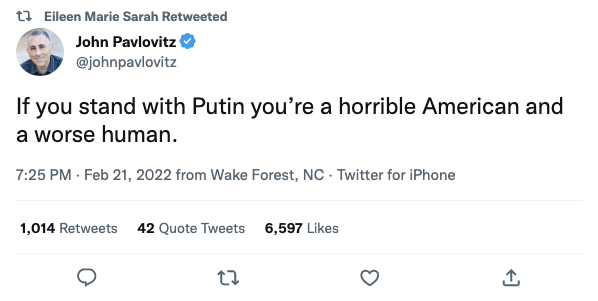 Eileen Marie Sarah Retweeted
John Pavlovitz
@johnpavlovitz
If you stand with Putin you’re a horrible American and
a worse human.
7:25 PM · Feb 21, 2022 from Wake Forest, NC · Twitter for iPhone
1,014 Retweets 42 Quote Tweets 6,597 Likes